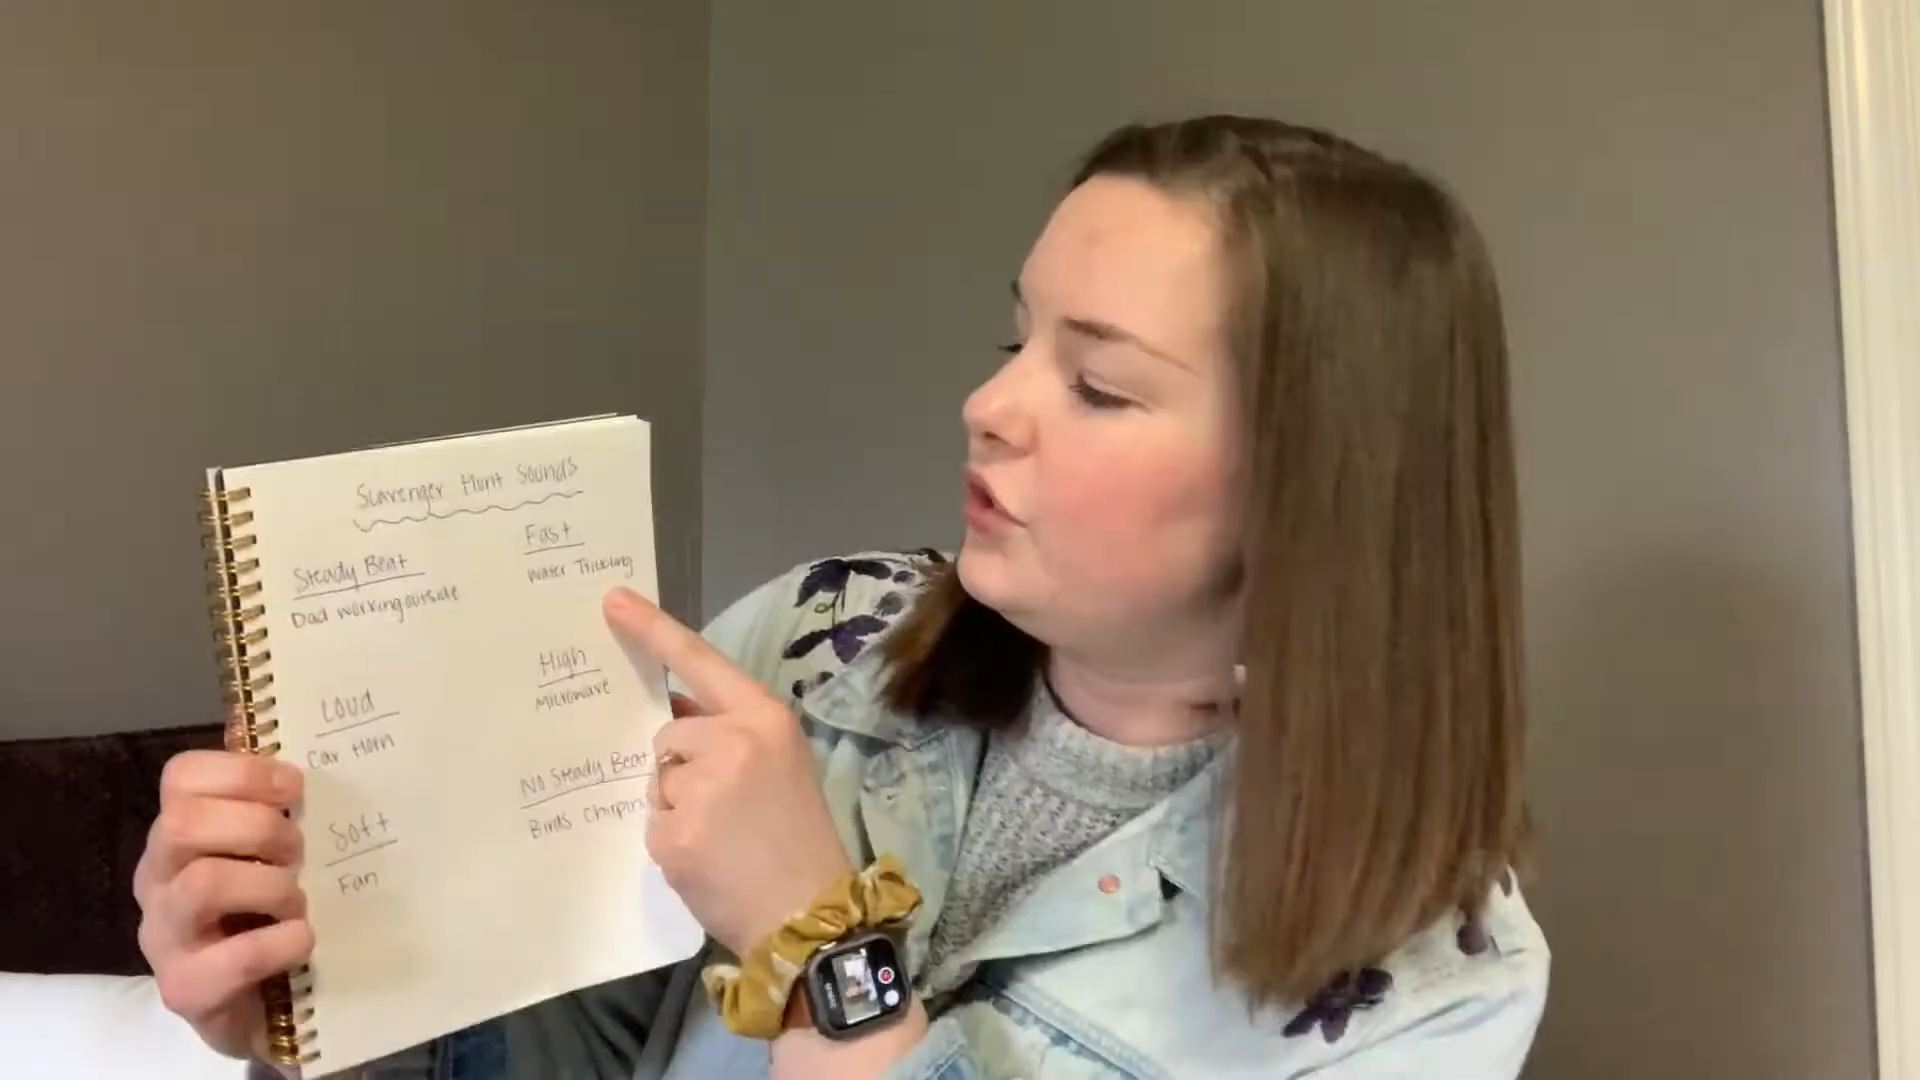 Scavenger Hunt Sounds
Steady Beat
Dad working outside
Loud
Car Horn
Soft
Fan
Fast
Water Trickling
High
Microwave
No Steady Beat
Birds Chirping